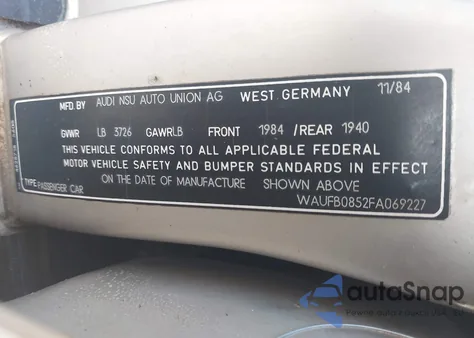 MFD.BY AUDI NSU AUTO UNION AG WEST GERMANY 11/84
GVWR LB 3726 GAWR LB FRONT 1984 / REAR 1940
THIS VEHICLE CONFORMS TO ALL APPLICABLE FEDERAL
MOTOR VEHICLE SAFETY AND BUMPER STANDARDS IN EFFECT
ON THE DATE OF MANUFACTURE SHOWN ABOVE
TYPE: PASSENGER CAR WAUFB0852FA069227
autoSnap